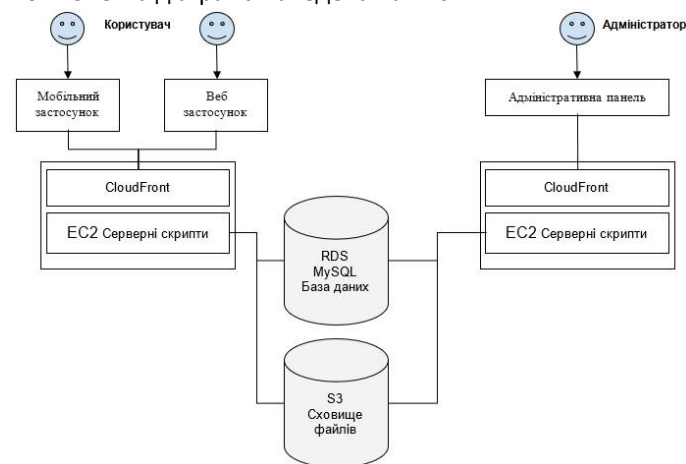 Користувач
Адміністратор
Мобільний
застосунок
Веб
застосунок
Адміністративна панель
CloudFront
EC2 Серверні скрипти
CloudFront
EC2 Серверні скрипти
RDS
MySQL
База даних
S3
Сховище
файлів